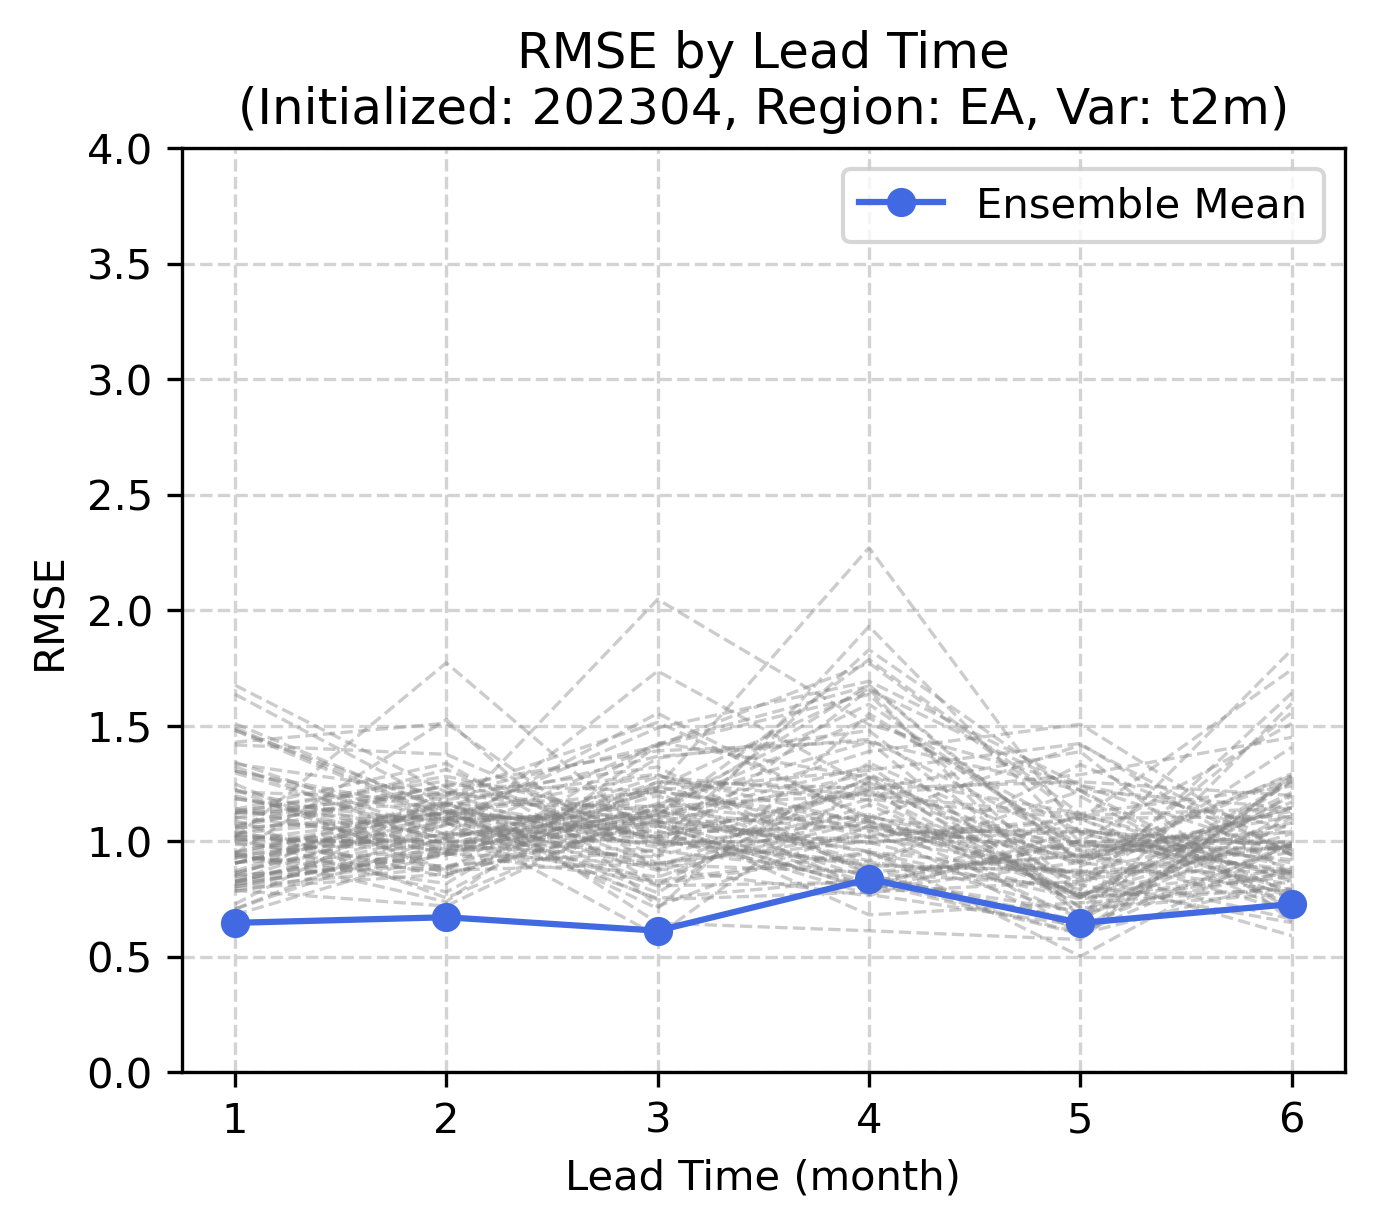 RMSE by Lead Time
(Initialized: 202304, Region: EA, Var: t2m)
Ensemble Mean
RMSE
4.0
3.5
3.0
2.5
2.0
1.5
1.0
0.5
0.0
1 2 3 4 5 6
Lead Time (month)